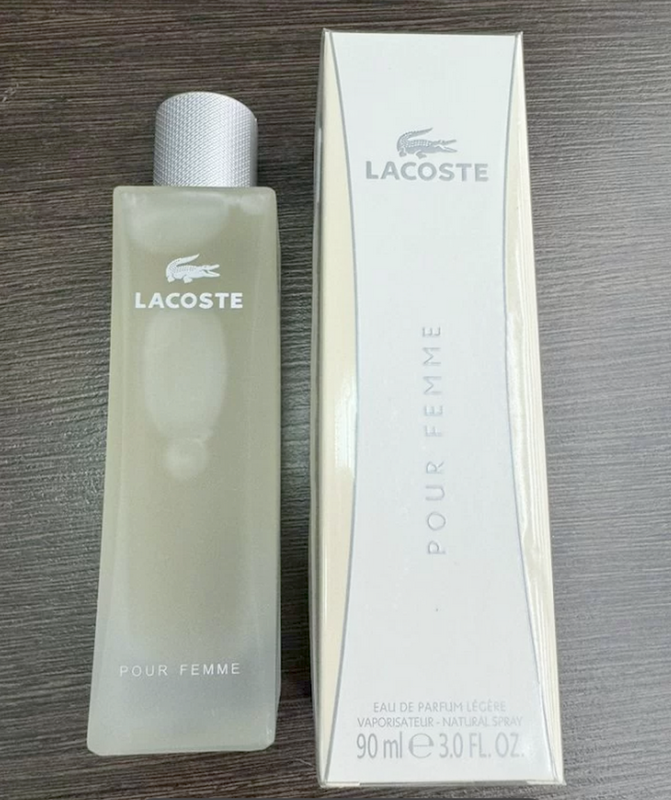 LACOSTE
POUR FEMME
LACOSTE
POUR FEMME
EAU DE PARFUM LÉGÈRE
VAPORISATEUR - NATURAL SPRAY
90 ml ℮ 3,0 FL. OZ.